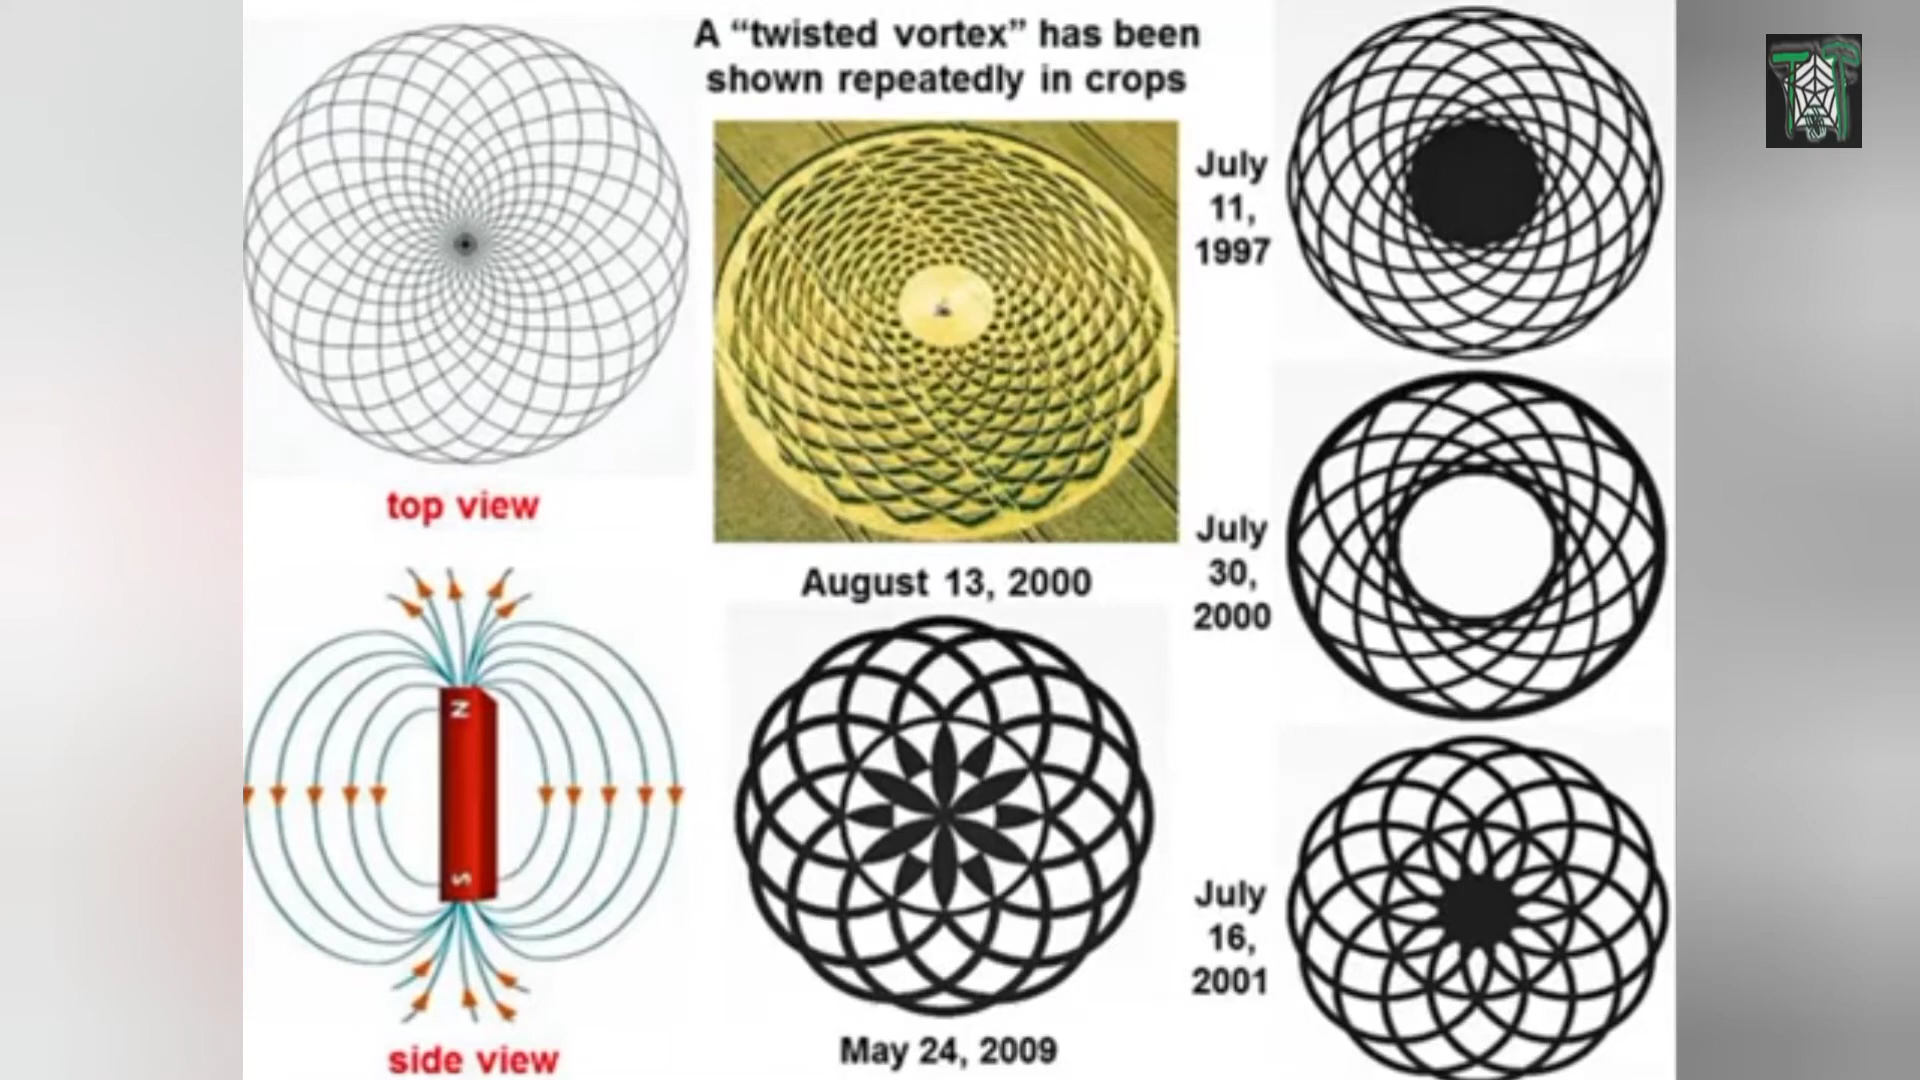 A “twisted vortex” has been
shown repeatedly in crops
top view
August 13, 2000
July
11,
1997
July
30,
2000
N
S
side view
May 24, 2009
July
16,
2001